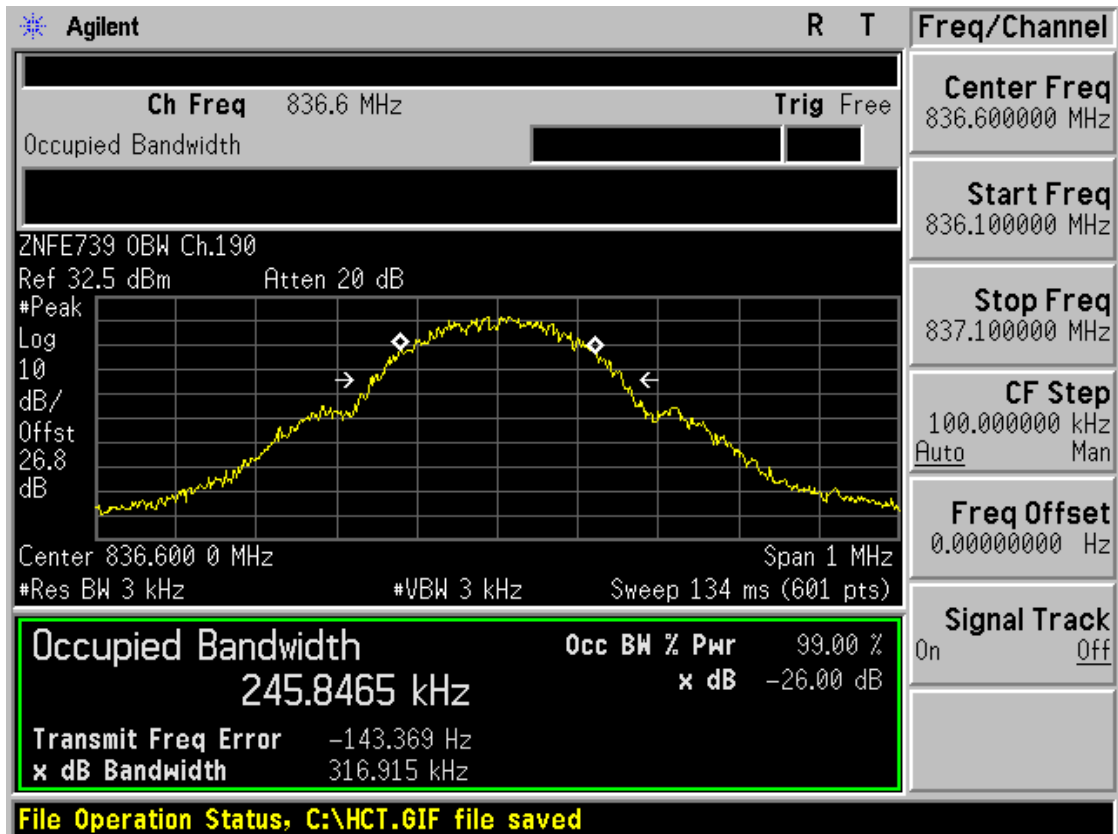 Agilent R T Freq/Channel
Ch Freq 836.6 MHz Trig Free
Occupied Bandwidth
Center Freq
836.600000 MHz
Start Freq
836.100000 MHz
Stop Freq
837.100000 MHz
CF Step
100.000000 kHz
Auto Man
Freq Offset
0.00000000 Hz
Signal Track
On Off
ZNFE739 OBW Ch.190
Ref 32.5 dBm Atten 20 dB
#Peak
Log
10
dB/
Offst
26.8
dB
Center 836.600 0 MHz Span 1 MHz
#Res BW 3 kHz #VBW 3 kHz Sweep 134 ms (601 pts)
Occupied Bandwidth Occ BW % Pwr 99.00 %
245.8465 kHz x dB -26.00 dB
Transmit Freq Error -143.369 Hz
x dB Bandwidth 316.915 kHz
File Operation Status, C:\HCT.GIF file saved